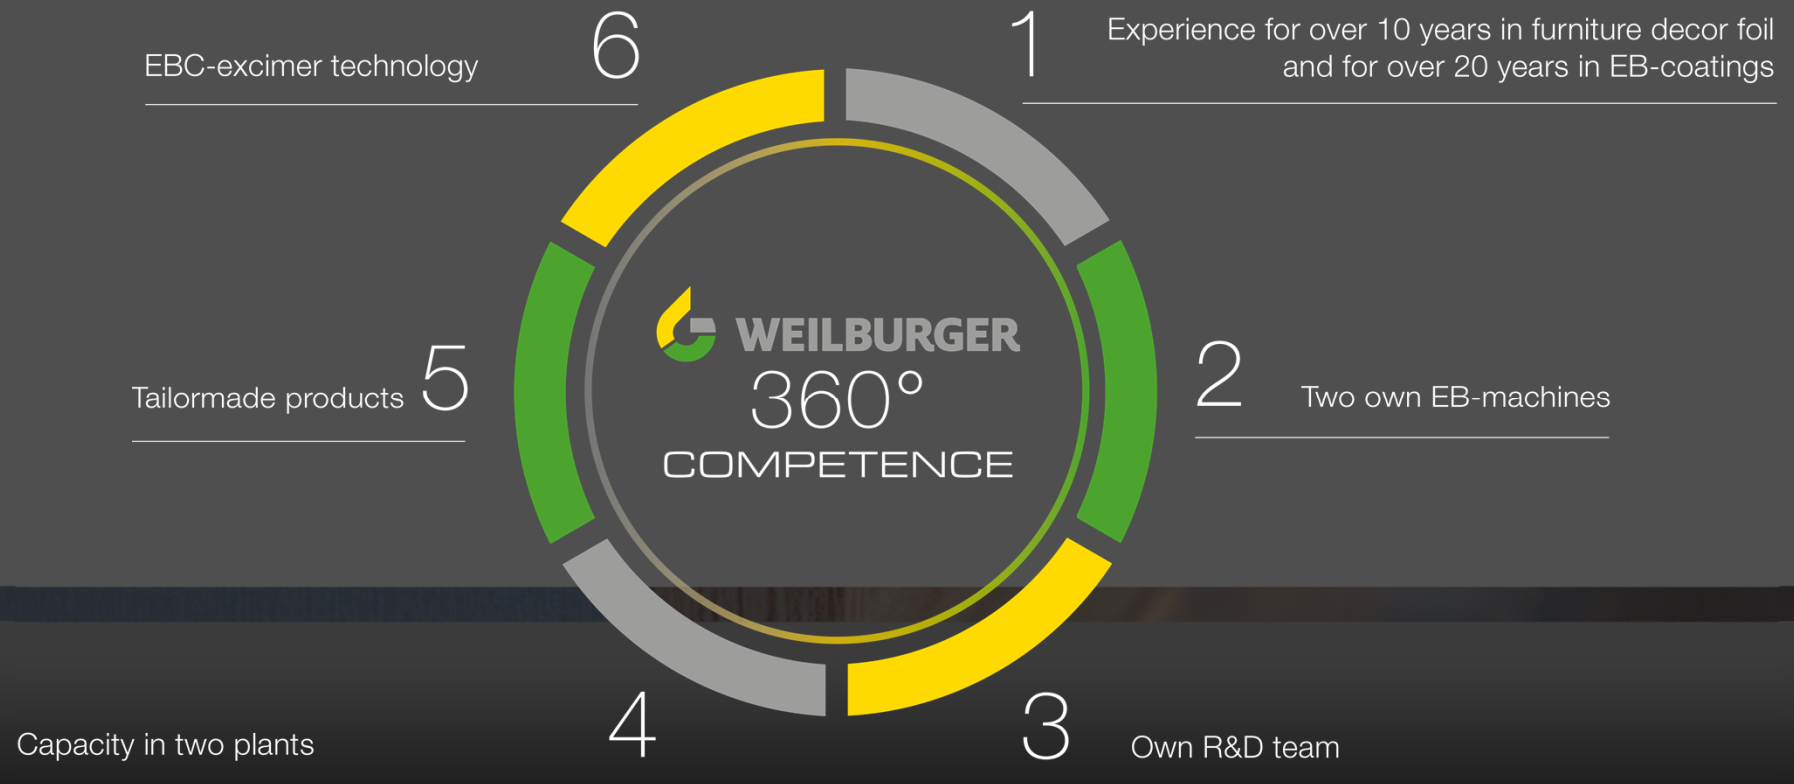 6
EBC-excimer technology
1
Experience for over 10 years in furniture decor foil
and for over 20 years in EB-coatings
WEILBURGER
360°
COMPETENCE
5
Tailormade products
2
Two own EB-machines
4
Capacity in two plants
3
Own R&D team